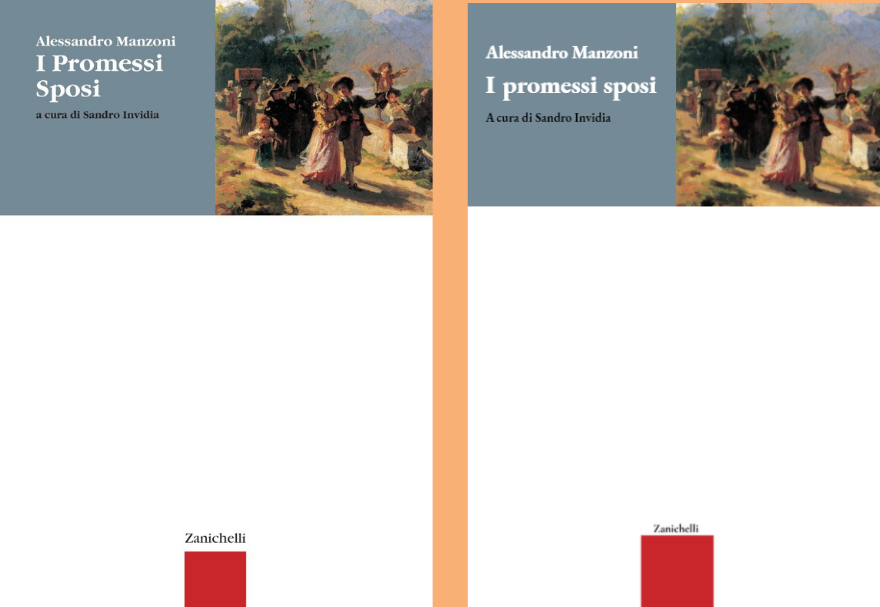 Alessandro Manzoni
I Promessi
Sposi
a cura di Sandro Invidia
Zanichelli
Alessandro Manzoni
I promessi sposi
A cura di Sandro Invidia
Zanichelli